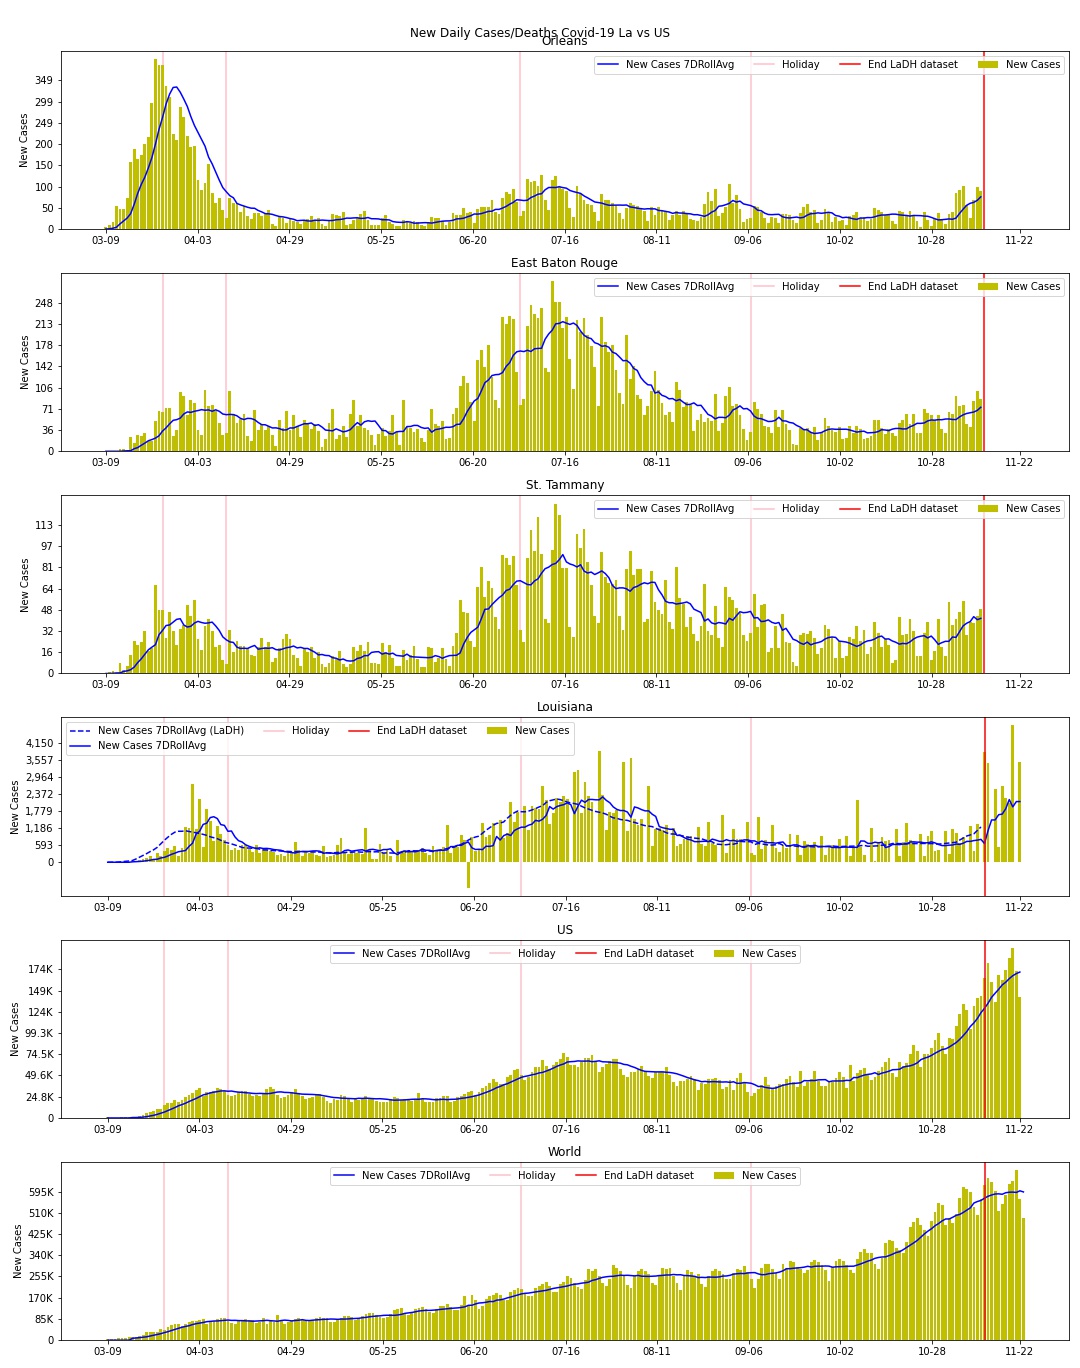 New Daily Cases/Deaths Covid-19 La vs US
Orleans
New Cases 7DRollAvg Holiday End LaDH dataset New Cases
New Cases
349
299
249
200
150
100
50
0
03-09 04-03 04-29 05-25 06-20 07-16 08-11 09-06 10-02 10-28 11-22
East Baton Rouge
New Cases 7DRollAvg Holiday End LaDH dataset New Cases
New Cases
248
213
178
142
106
71
36
0
03-09 04-03 04-29 05-25 06-20 07-16 08-11 09-06 10-02 10-28 11-22
St. Tammany
New Cases 7DRollAvg Holiday End LaDH dataset New Cases
New Cases
113
97
81
64
48
32
16
0
03-09 04-03 04-29 05-25 06-20 07-16 08-11 09-06 10-02 10-28 11-22
Louisiana
New Cases 7DRollAvg (LaDH) Holiday End LaDH dataset New Cases
New Cases 7DRollAvg
New Cases
4,150
3,557
2,964
2,372
1,779
1,186
593
0
03-09 04-03 04-29 05-25 06-20 07-16 08-11 09-06 10-02 10-28 11-22
US
New Cases 7DRollAvg Holiday End LaDH dataset New Cases
New Cases
174K
149K
124K
99.3K
74.5K
49.6K
24.8K
0
03-09 04-03 04-29 05-25 06-20 07-16 08-11 09-06 10-02 10-28 11-22
World
New Cases 7DRollAvg Holiday End LaDH dataset New Cases
New Cases
595K
510K
425K
340K
255K
170K
85K
0
03-09 04-03 04-29 05-25 06-20 07-16 08-11 09-06 10-02 10-28 11-22